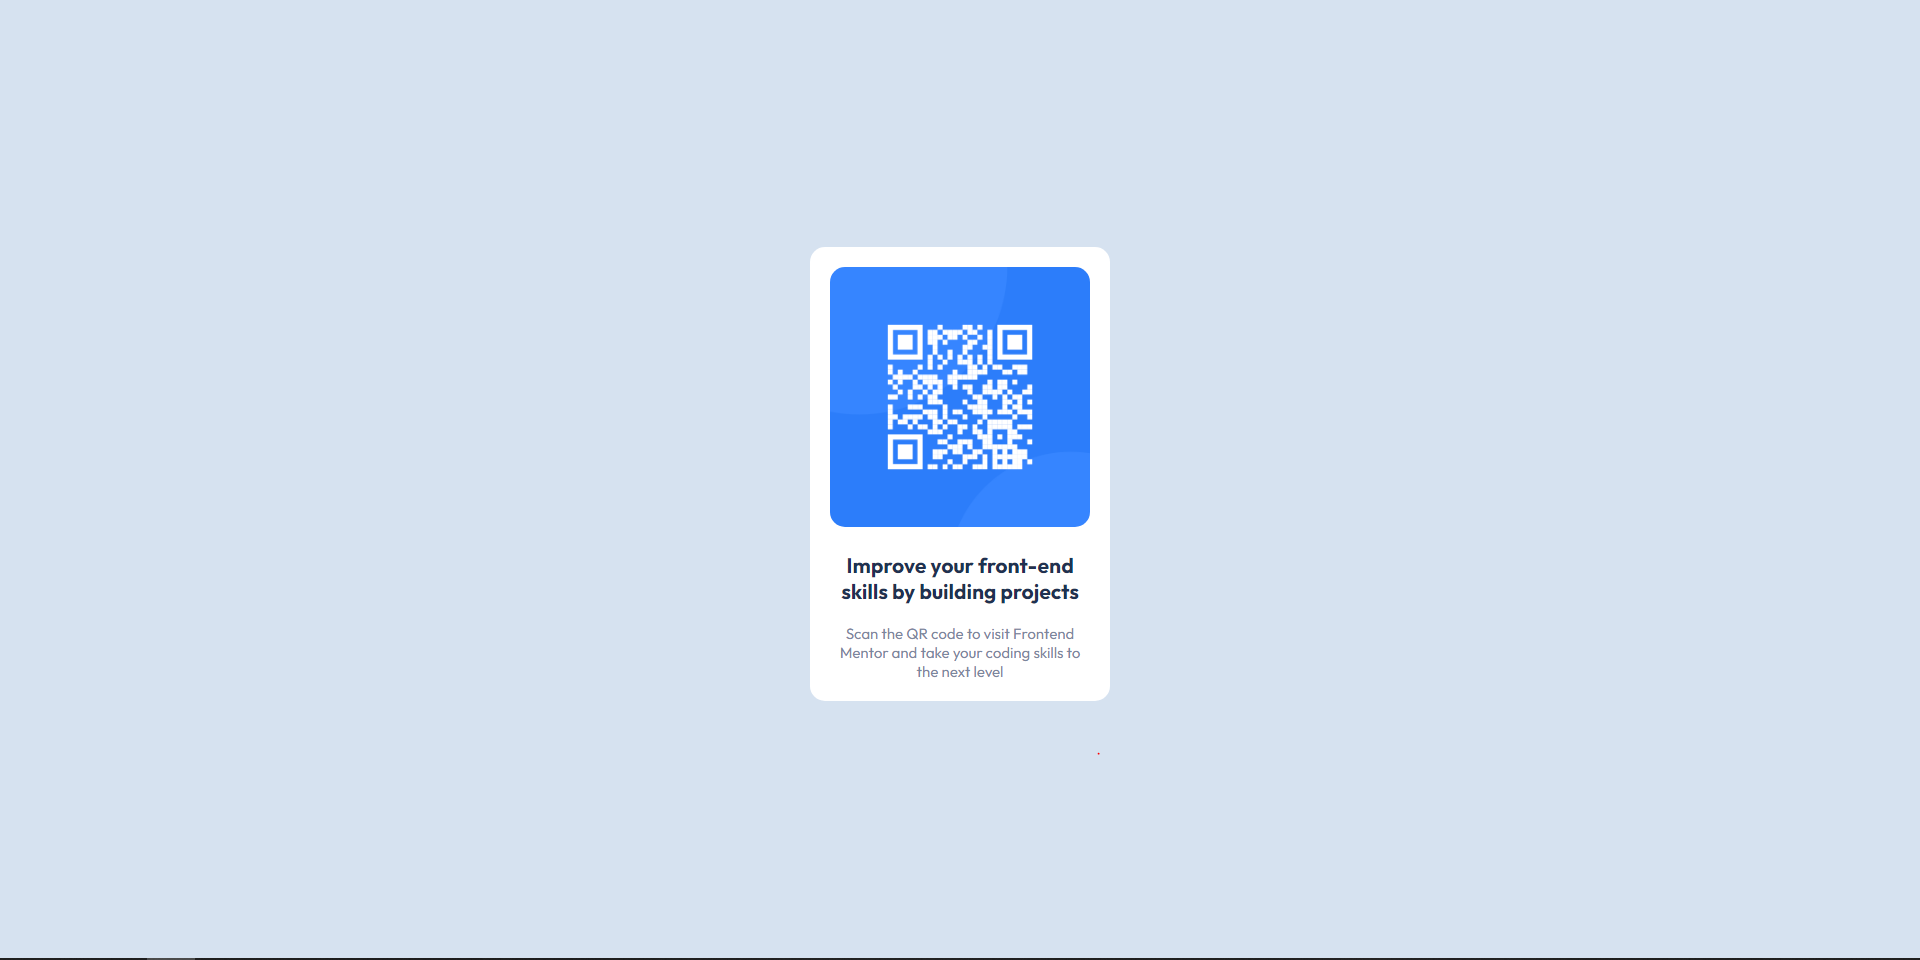 Improve your front-end
skills by building projects
Scan the QR code to visit Frontend
Mentor and take your coding skills to
the next level